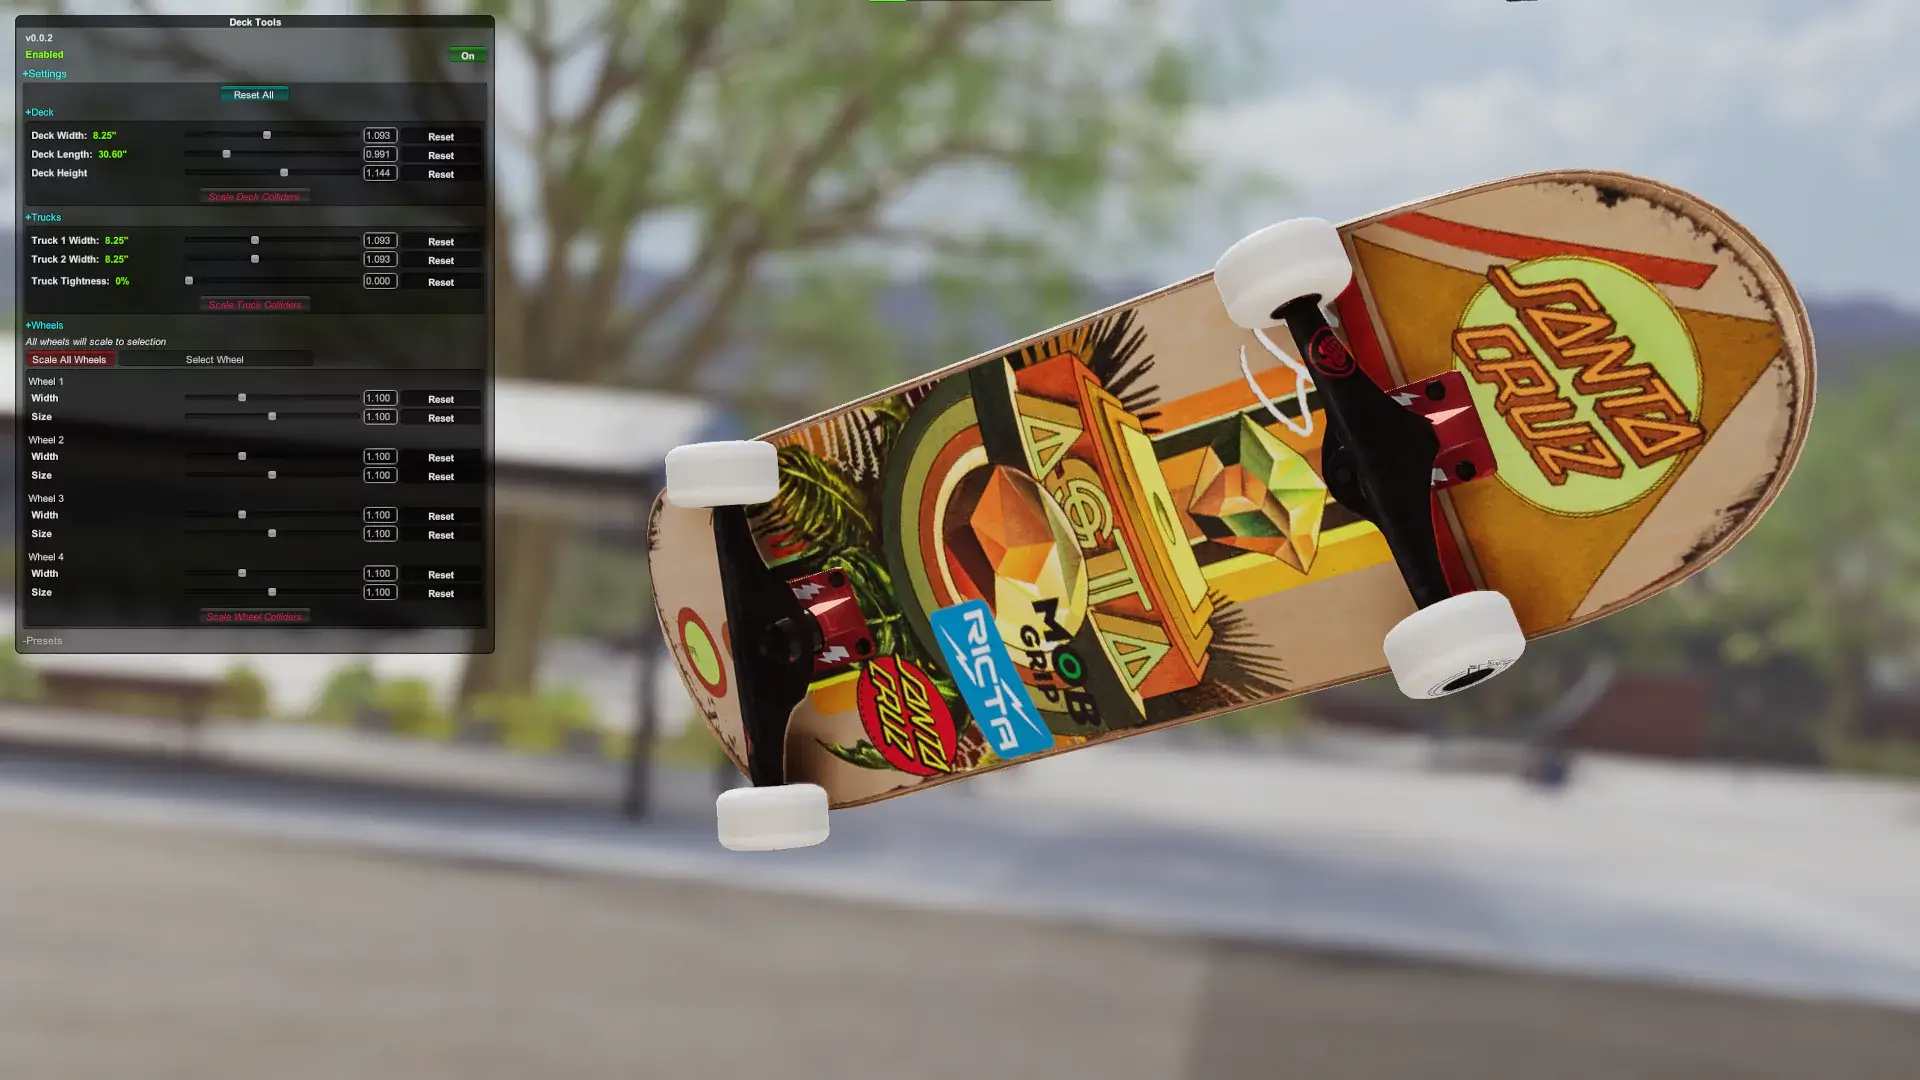 Deck Tools
v0.0.2
Enabled
On
+Settings
Reset All
+Deck
Deck Width: 8.25" 1.093 Reset
Deck Length: 30.60" 0.991 Reset
Deck Height 1.144 Reset
Scale Deck Colliders
+Trucks
Truck 1 Width: 8.25" 1.093 Reset
Truck 2 Width: 8.25" 1.093 Reset
Truck Tightness: 0% 0.000 Reset
Scale Truck Colliders
+Wheels
All wheels will scale to selection
Scale All Wheels Select Wheel
Wheel 1
Width 1.100 Reset
Size 1.100 Reset
Wheel 2
Width 1.100 Reset
Size 1.100 Reset
Wheel 3
Width 1.100 Reset
Size 1.100 Reset
Wheel 4
Width 1.100 Reset
Size 1.100 Reset
Scale Wheel Colliders
-Presets
SANTA
CRUZ
MOB
GRIP
RICTA
SANTA
CRUZ